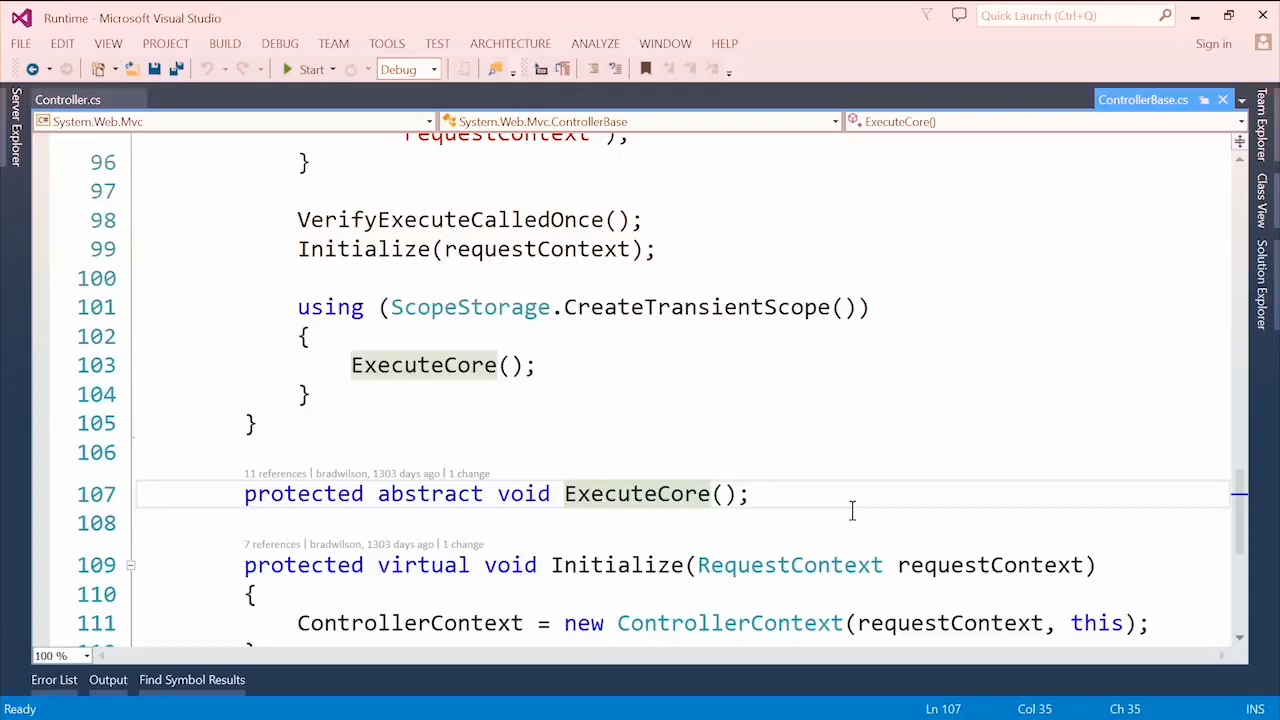 Runtime - Microsoft Visual Studio
Quick Launch (Ctrl+Q)
FILE EDIT VIEW PROJECT BUILD DEBUG TEAM TOOLS TEST ARCHITECTURE ANALYZE WINDOW HELP
Sign in
Start Debug
Server Explorer
Controller.cs
ControllerBase.cs
Team Explorer
Class View
Solution Explorer
System.Web.Mvc System.Web.Mvc.ControllerBase ExecuteCore()
requestContext");
96 }
97
98 VerifyExecuteCalledOnce();
99 Initialize(requestContext);
100
101 using (ScopeStorage.CreateTransientScope())
102 {
103 ExecuteCore();
104 }
105 }
106
11 references | bradwilson, 1303 days ago | 1 change
107 protected abstract void ExecuteCore();
108
7 references | bradwilson, 1303 days ago | 1 change
109 protected virtual void Initialize(RequestContext requestContext)
110 {
111 ControllerContext = new ControllerContext(requestContext, this);
100 %
Error List Output Find Symbol Results
Ready Ln 107 Col 35 Ch 35 INS